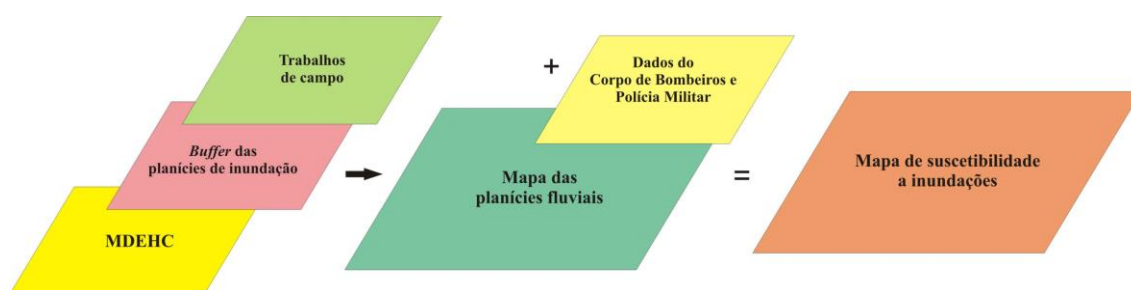 Trabalhos
de campo
Buffer das
planícies de inundação
MDEHC
+
Dados do
Corpo de Bombeiros e
Polícia Militar
Mapa das
planícies fluviais
=
Mapa de suscetibilidade
a inundações